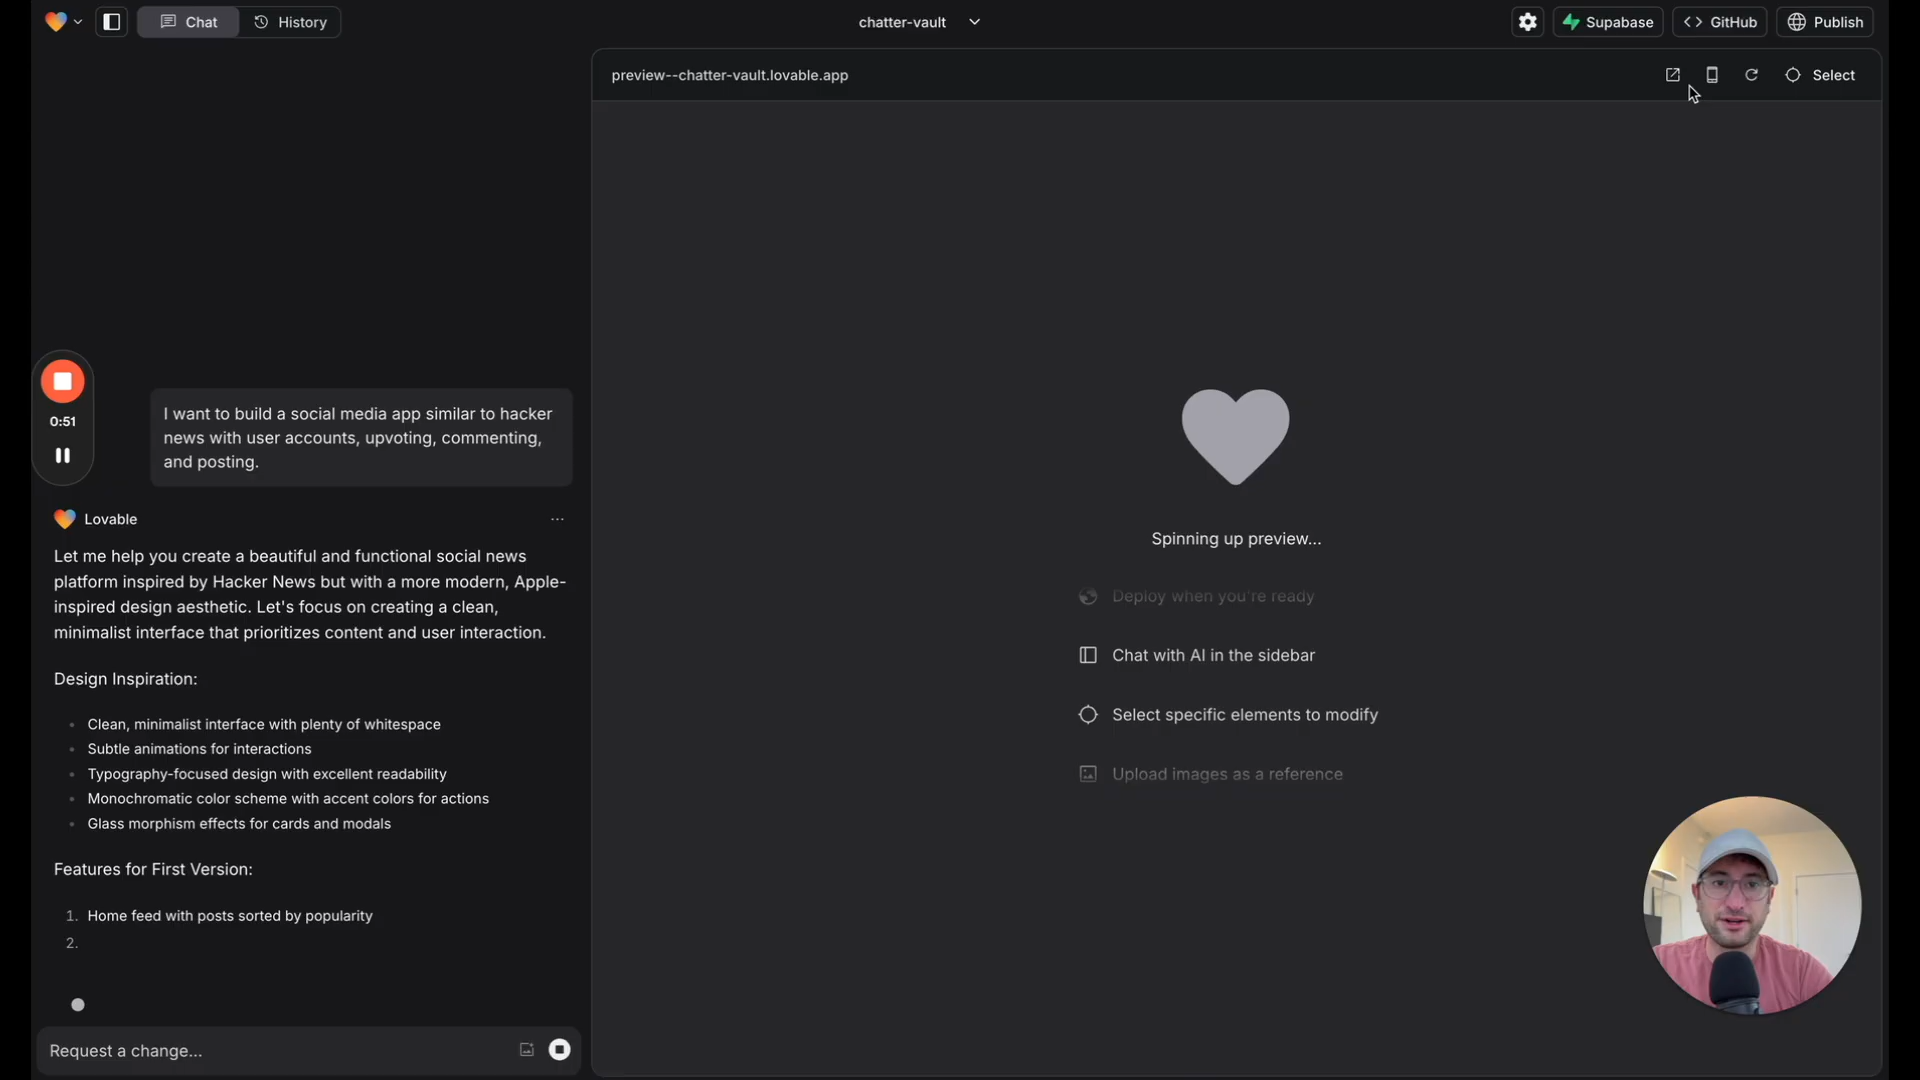 Chat
History
chatter-vault
Supabase
GitHub
Publish
preview--chatter-vault.lovable.app
Select
0:51
I want to build a social media app similar to hacker
news with user accounts, upvoting, commenting,
and posting.
Lovable
Let me help you create a beautiful and functional social news
platform inspired by Hacker News but with a more modern, Apple-
inspired design aesthetic. Let's focus on creating a clean,
minimalist interface that prioritizes content and user interaction.
Design Inspiration:
Clean, minimalist interface with plenty of whitespace
Subtle animations for interactions
Typography-focused design with excellent readability
Monochromatic color scheme with accent colors for actions
Glass morphism effects for cards and modals
Features for First Version:
1. Home feed with posts sorted by popularity
2.
Request a change...
Spinning up preview...
Deploy when you're ready
Chat with AI in the sidebar
Select specific elements to modify
Upload images as a reference